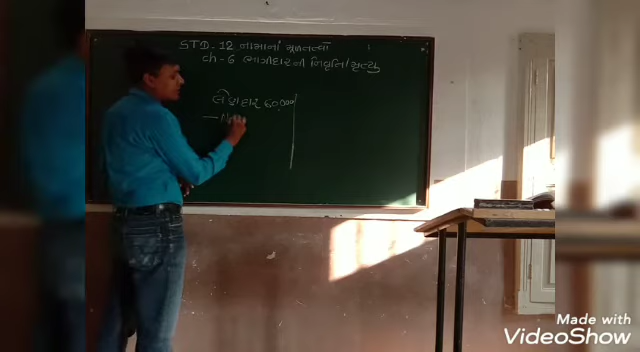 STD-12 નામાનાં મૂળતત્ત્વો
ch-6 ભાગીદારની નિવૃત્તિ/મૃત્યુ
લેણદાર 60,000
Made with
VideoShow